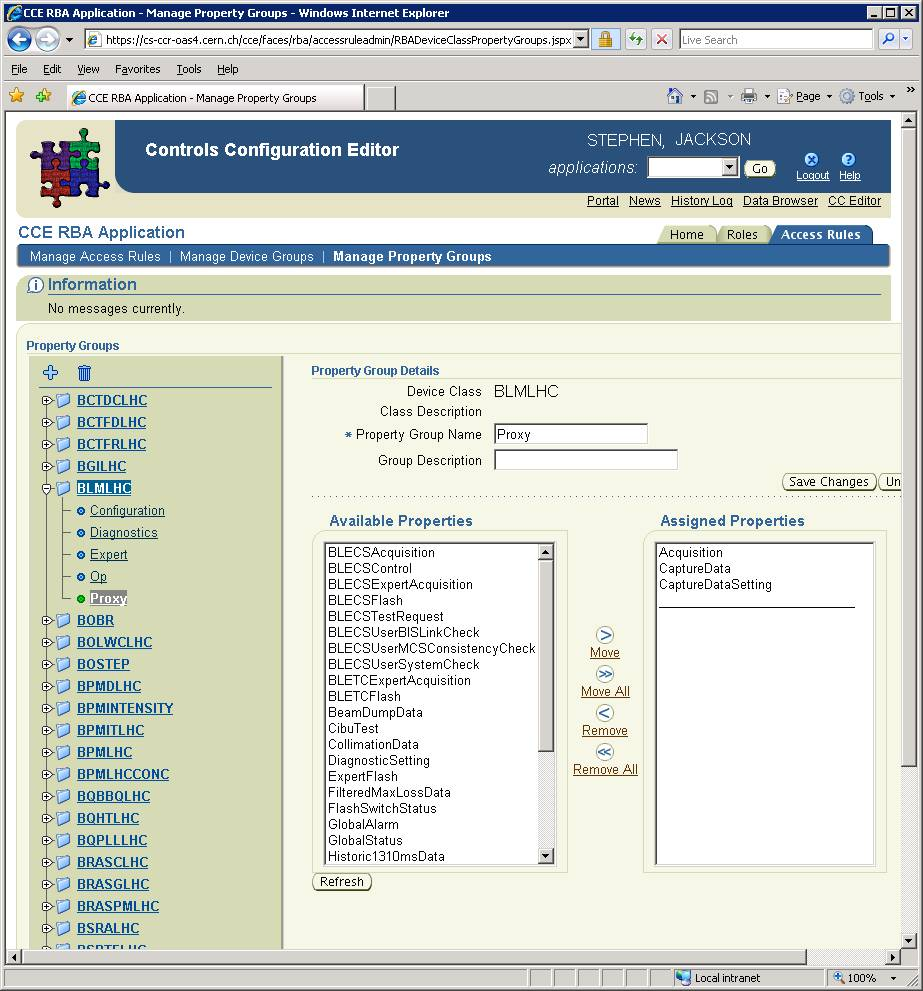 CCE RBA Application - Manage Property Groups - Windows Internet Explorer
https://cs-ccr-oas4.cern.ch/cce/faces/rba/accessruleadmin/RBADeviceClassPropertyGroups.jspx
Live Search
File Edit View Favorites Tools Help
CCE RBA Application - Manage Property Groups
Page Tools
Controls Configuration Editor
STEPHEN, JACKSON
applications:
Go
Logout Help
Portal News History Log Data Browser CC Editor
CCE RBA Application
Home Roles Access Rules
Manage Access Rules | Manage Device Groups | Manage Property Groups
Information
No messages currently.
Property Groups
BCTDCLHC
BCTFDLHC
BCTFRLHC
BGILHC
BLMLHC
Configuration
Diagnostics
Expert
Op
Proxy
BOBR
BOLWCLHC
BOSTEP
BPMDLHC
BPMINTENSITY
BPMITLHC
BPMLHC
BPMLHCCONC
BQBBQLHC
BQHTLHC
BQPLLLHC
BRASCLHC
BRASGLHC
BRASPMLHC
BSRALHC
Property Group Details
Device Class BLMLHC
Class Description
* Property Group Name Proxy
Group Description
Save Changes Un
Available Properties
BLECSAcquisition
BLECSControl
BLECSExpertAcquisition
BLECSFlash
BLECSTestRequest
BLECSUserBISLinkCheck
BLECSUserMCSConsistencyCheck
BLECSUserSystemCheck
BLETCExpertAcquisition
BLETCFlash
BeamDumpData
CibuTest
CollimationData
DiagnosticSetting
ExpertFlash
FilteredMaxLossData
FlashSwitchStatus
GlobalAlarm
GlobalStatus
Historic1310msData
Refresh
Move
Move All
Remove
Remove All
Assigned Properties
Acquisition
CaptureData
CaptureDataSetting
Local intranet
100%